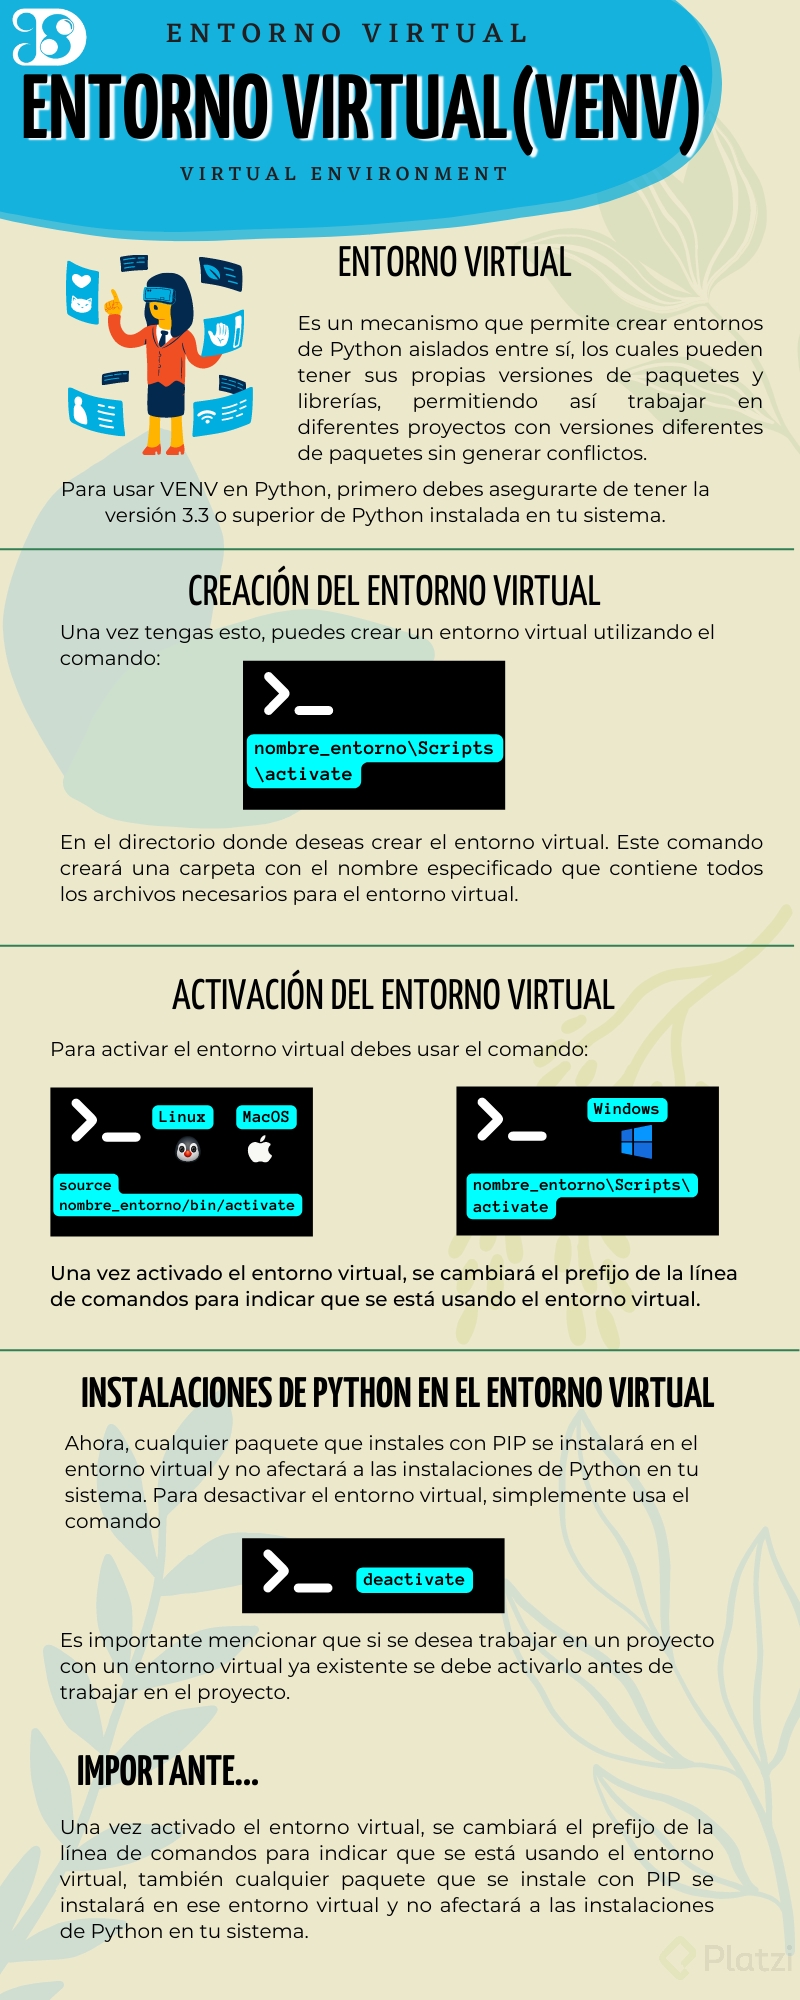 ENTORNO VIRTUAL
ENTORNO VIRTUAL(VENV)
VIRTUAL ENVIRONMENT
ENTORNO VIRTUAL
Es un mecanismo que permite crear entornos
de Python aislados entre sí, los cuales pueden
tener sus propias versiones de paquetes y
librerías, permitiendo así trabajar en
diferentes proyectos con versiones diferentes
de paquetes sin generar conflictos.
Para usar VENV en Python, primero debes asegurarte de tener la
versión 3.3 o superior de Python instalada en tu sistema.
CREACIÓN DEL ENTORNO VIRTUAL
Una vez tengas esto, puedes crear un entorno virtual utilizando el
comando:
nombre_entorno\Scripts
\activate
En el directorio donde deseas crear el entorno virtual. Este comando
creará una carpeta con el nombre especificado que contiene todos
los archivos necesarios para el entorno virtual.
ACTIVACIÓN DEL ENTORNO VIRTUAL
Para activar el entorno virtual debes usar el comando:
Linux MacOS
source
nombre_entorno/bin/activate
Windows
nombre_entorno\Scripts\
activate
Una vez activado el entorno virtual, se cambiará el prefijo de la línea
de comandos para indicar que se está usando el entorno virtual.
INSTALACIONES DE PYTHON EN EL ENTORNO VIRTUAL
Ahora, cualquier paquete que instales con PIP se instalará en el
entorno virtual y no afectará a las instalaciones de Python en tu
sistema. Para desactivar el entorno virtual, simplemente usa el
comando
deactivate
Es importante mencionar que si se desea trabajar en un proyecto
con un entorno virtual ya existente se debe activarlo antes de
trabajar en el proyecto.
IMPORTANTE...
Una vez activado el entorno virtual, se cambiará el prefijo de la
línea de comandos para indicar que se está usando el entorno
virtual, también cualquier paquete que se instale con PIP se
instalará en ese entorno virtual y no afectará a las instalaciones
de Python en tu sistema.
Platzi